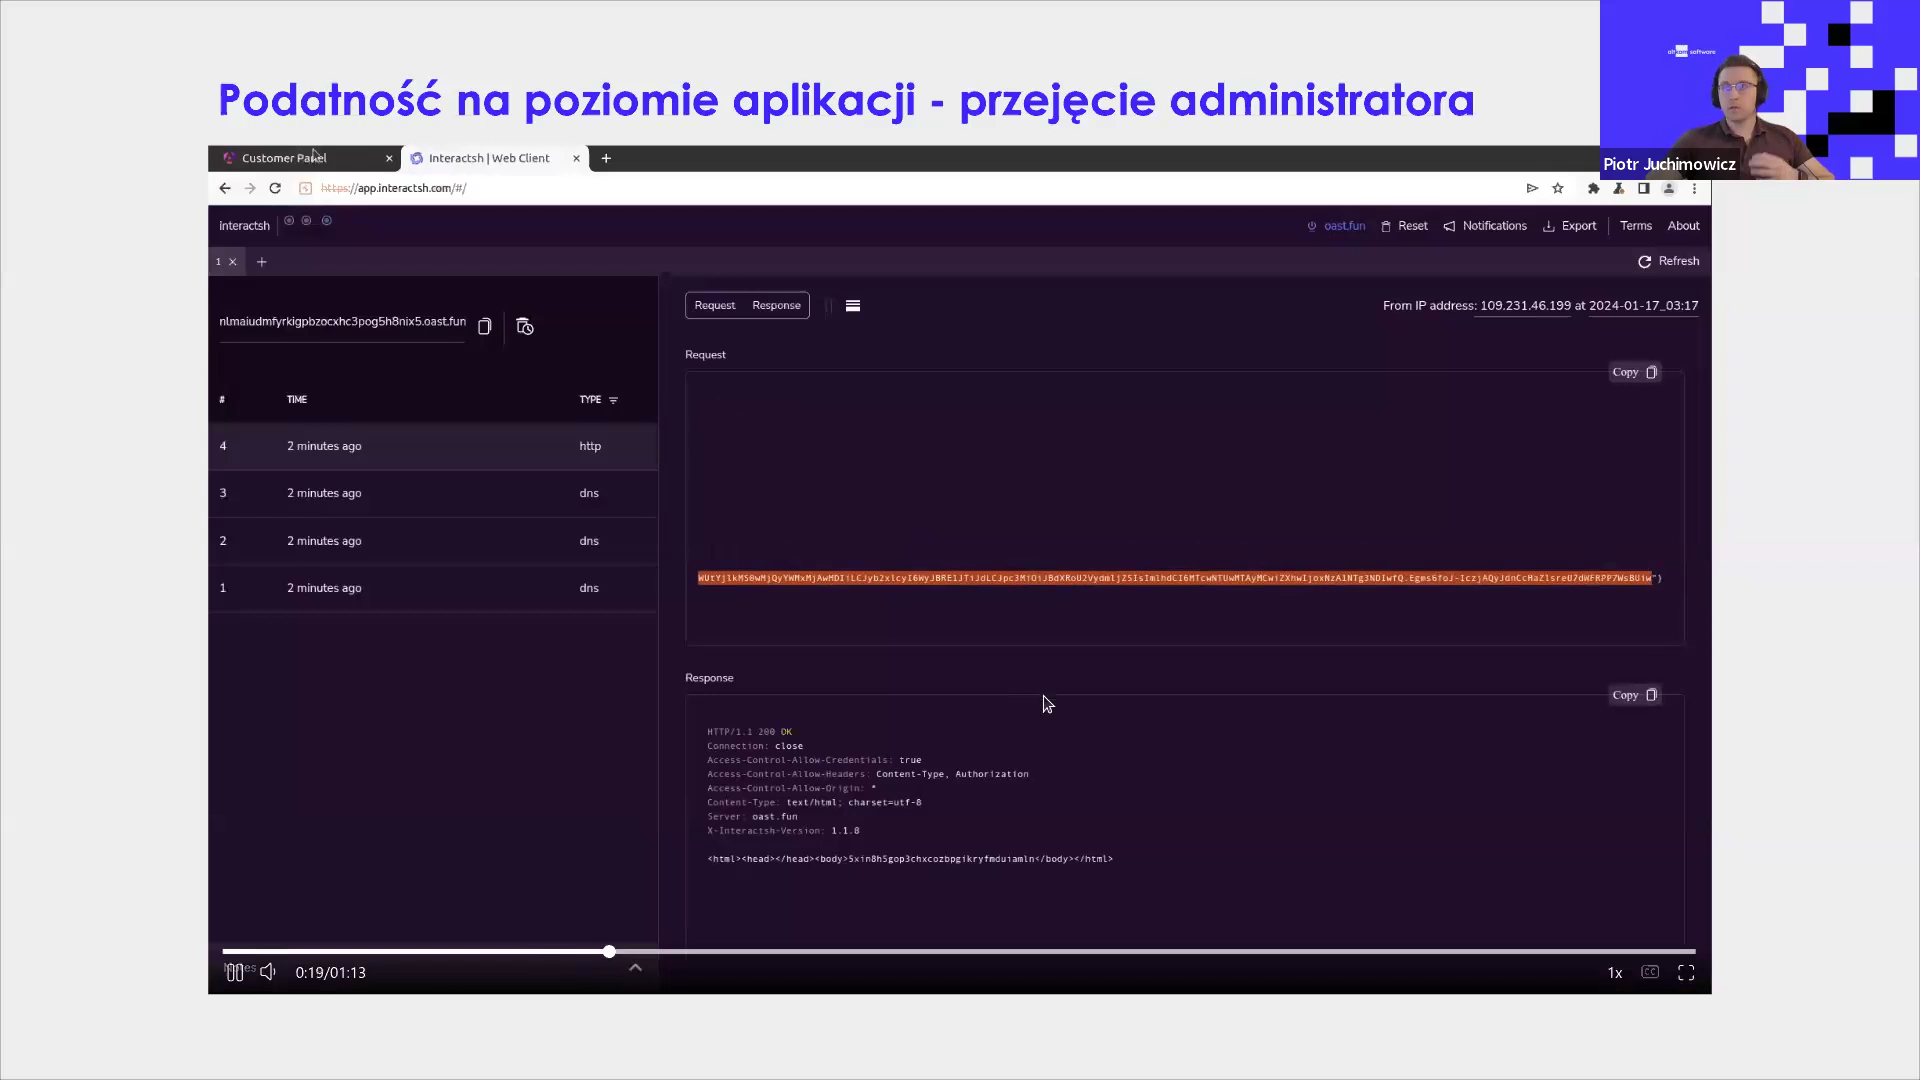 Podatność na poziomie aplikacji - przejęcie administratora
Piotr Juchimowicz
Customer Panel
Interactsh | Web Client
https://app.interactsh.com/#/
interactsh
oast.fun
Reset
Notifications
Export
Terms
About
1
Refresh
nlmaiudmfyrkigpbzocxhc3pog5h8nix5.oast.fun
Request
Response
From IP address: 109.231.46.199 at 2024-01-17_03:17
# TIME TYPE
4 2 minutes ago http
3 2 minutes ago dns
2 2 minutes ago dns
1 2 minutes ago dns
Request
Copy
Response
Copy
HTTP/1.1 200 OK
Connection: close
Access-Control-Allow-Credentials: true
Access-Control-Allow-Headers: Content-Type, Authorization
Access-Control-Allow-Origin: *
Content-Type: text/html; charset=utf-8
Server: oast.fun
X-Interactsh-Version: 1.1.8
<html><head></head><body>5xin8h5gop3chxcozbpgikryfmduiamln</body></html>
Notes
0:19/01:13
1x
CC